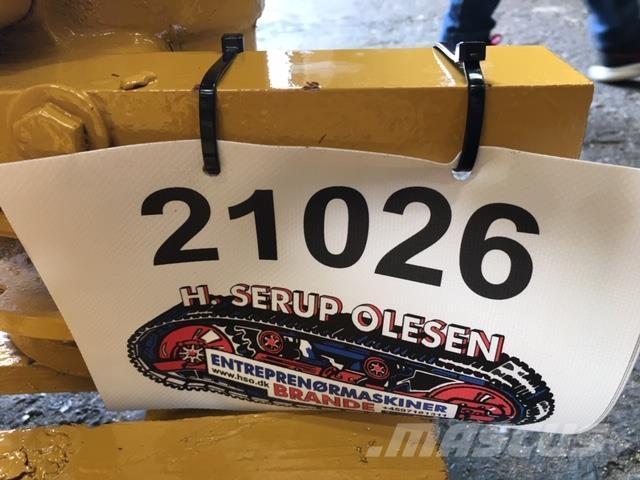 21026
H. SERUP OLESEN
ENTREPRENØRMASKINER
www.hso.dk
BRANDE
MASCUS